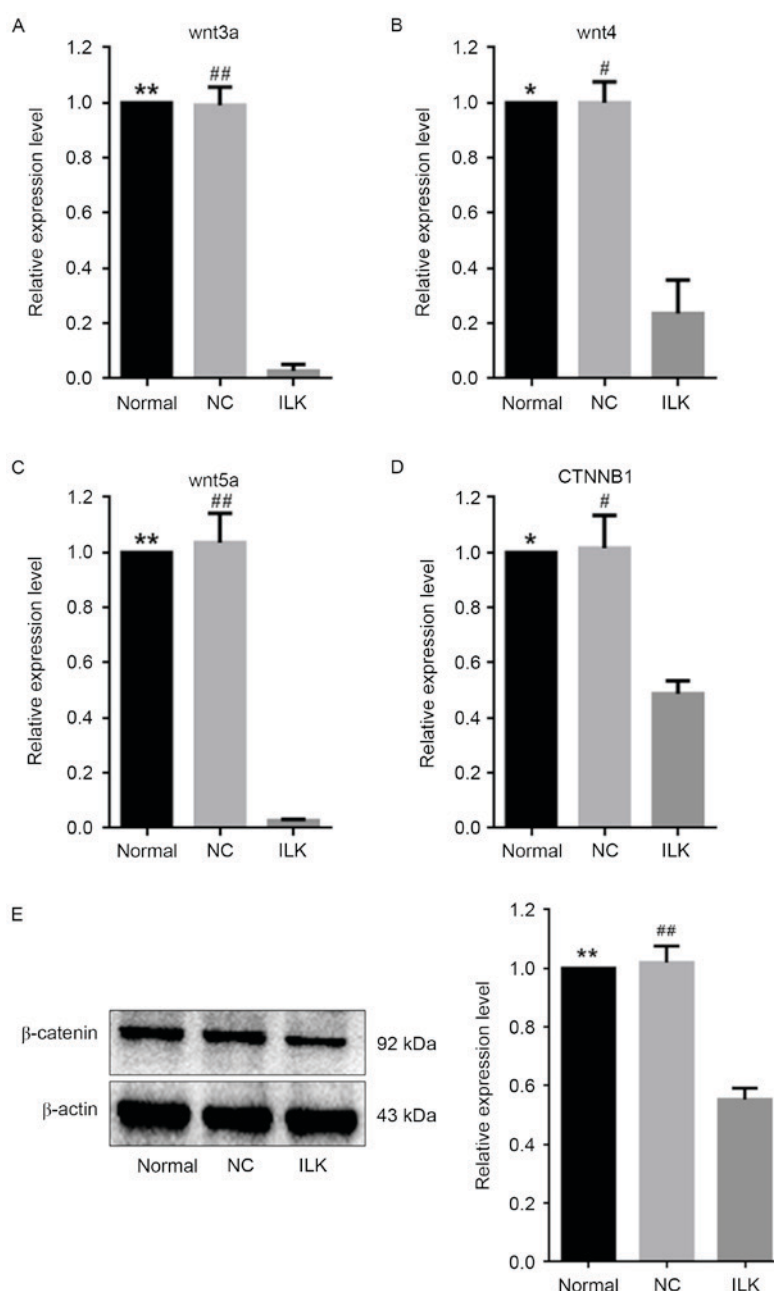 A
wnt3a
Relative expression level
1.2
1.0
0.8
0.6
0.4
0.2
0.0
**
##
Normal NC ILK
B
wnt4
Relative expression level
1.2
1.0
0.8
0.6
0.4
0.2
0.0
*
#
Normal NC ILK
C
wnt5a
Relative expression level
1.2
1.0
0.8
0.6
0.4
0.2
0.0
**
##
Normal NC ILK
D
CTNNB1
Relative expression level
1.2
1.0
0.8
0.6
0.4
0.2
0.0
*
#
Normal NC ILK
E
β-catenin 92 kDa
β-actin 43 kDa
Normal NC ILK
Relative expression level
1.2
1.0
0.8
0.6
0.4
0.2
0.0
**
##
Normal NC ILK